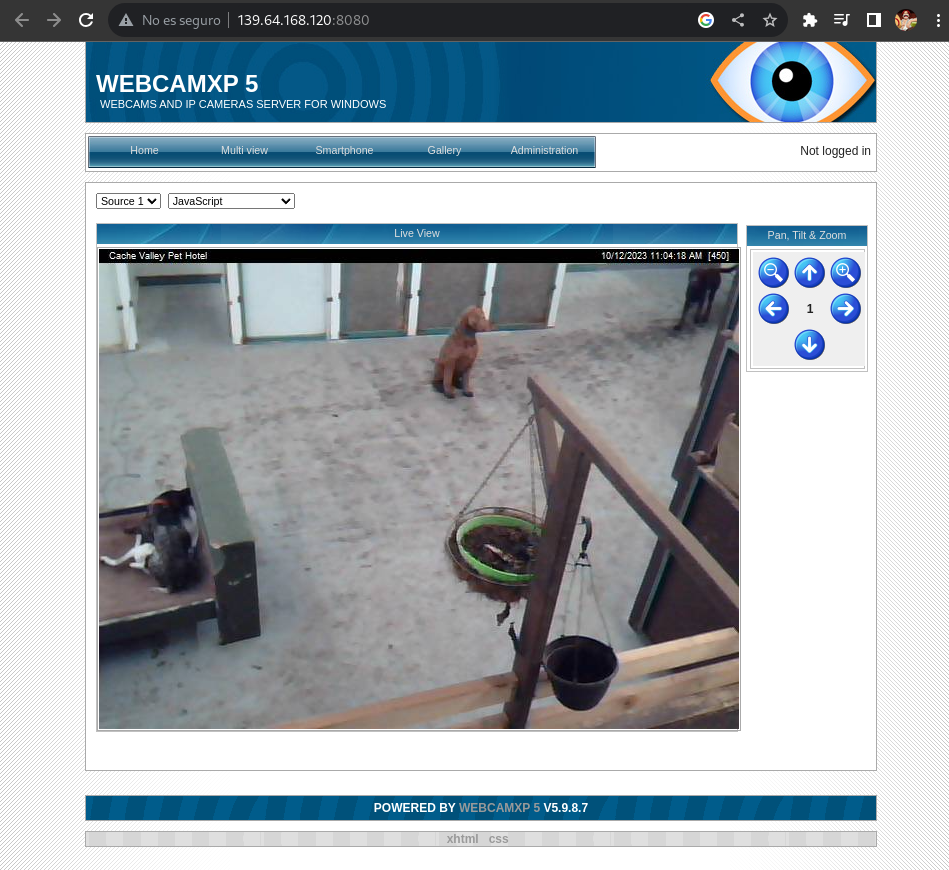 No es seguro | 139.64.168.120:8080
WEBCAMXP 5
WEBCAMS AND IP CAMERAS SERVER FOR WINDOWS
Home Multi view Smartphone Gallery Administration Not logged in
Source 1 JavaScript
Live View
Pan, Tilt & Zoom
Cache Valley Pet Hotel 10/12/2023 11:04:18 AM [450]
1
POWERED BY WEBCAMXP 5 V5.9.8.7
xhtml css